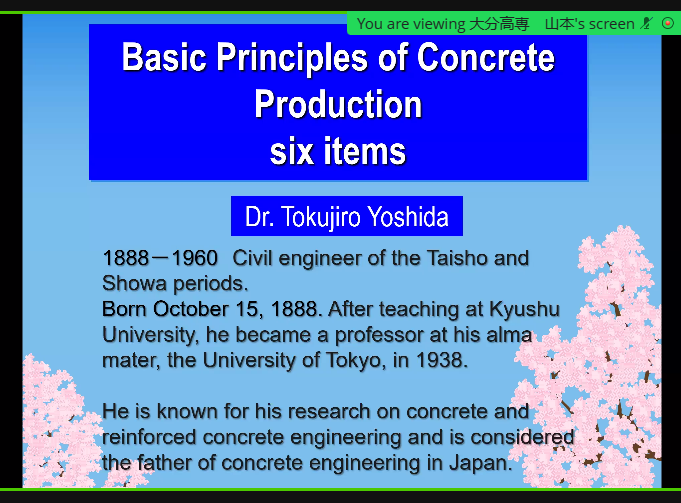 You are viewing 大分高専 山本's screen
Basic Principles of Concrete
Production
six items
Dr. Tokujiro Yoshida
1888－1960 Civil engineer of the Taisho and
Showa periods.
Born October 15, 1888. After teaching at Kyushu
University, he became a professor at his alma
mater, the University of Tokyo, in 1938.
He is known for his research on concrete and
reinforced concrete engineering and is considered
the father of concrete engineering in Japan.